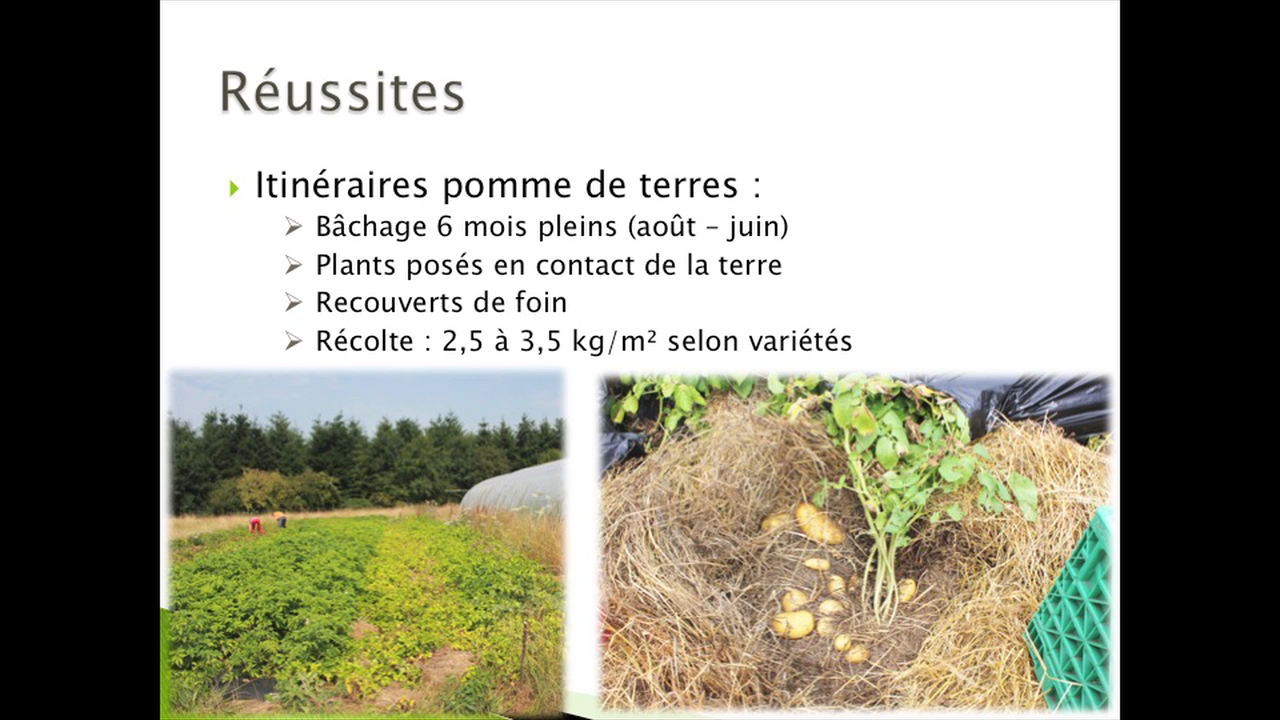 Réussites
Itinéraires pomme de terres :
Bâchage 6 mois pleins (août – juin)
Plants posés en contact de la terre
Recouverts de foin
Récolte : 2,5 à 3,5 kg/m² selon variétés